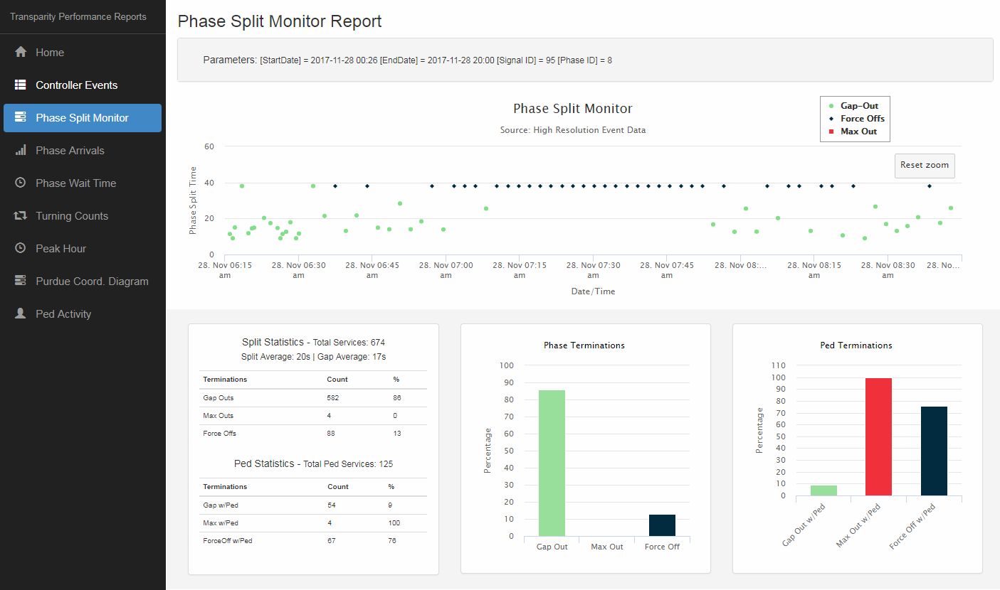 Transparity Performance Reports
Home
Controller Events
Phase Split Monitor
Phase Arrivals
Phase Wait Time
Turning Counts
Peak Hour
Purdue Coord. Diagram
Ped Activity
Phase Split Monitor Report
Parameters: [StartDate] = 2017-11-28 00:26 [EndDate] = 2017-11-28 20:00 [Signal ID] = 95 [Phase ID] = 8
Phase Split Monitor
Source: High Resolution Event Data
Gap-Out
Force Offs
Max Out
Reset zoom
Phase Split Time
60
40
20
0
28. Nov 06:15 am
28. Nov 06:30 am
28. Nov 06:45 am
28. Nov 07:00 am
28. Nov 07:15 am
28. Nov 07:30 am
28. Nov 07:45 am
28. Nov 08:...
28. Nov 08:15 am
28. Nov 08:30 am
28. No...
Date/Time
Split Statistics - Total Services: 674
Split Average: 20s | Gap Average: 17s
Terminations Count %
Gap Outs 582 86
Max Outs 4 0
Force Offs 88 13
Ped Statistics - Total Ped Services: 125
Terminations Count %
Gap w/Ped 54 9
Max w/Ped 4 100
ForceOff w/Ped 67 76
Phase Terminations
Percentage
100
90
80
70
60
50
40
30
20
10
0
Gap Out
Max Out
Force Off
Ped Terminations
Percentage
110
100
90
80
70
60
50
40
30
20
10
0
Gap Out w/Ped
Max Out w/Ped
Force Off w/Ped